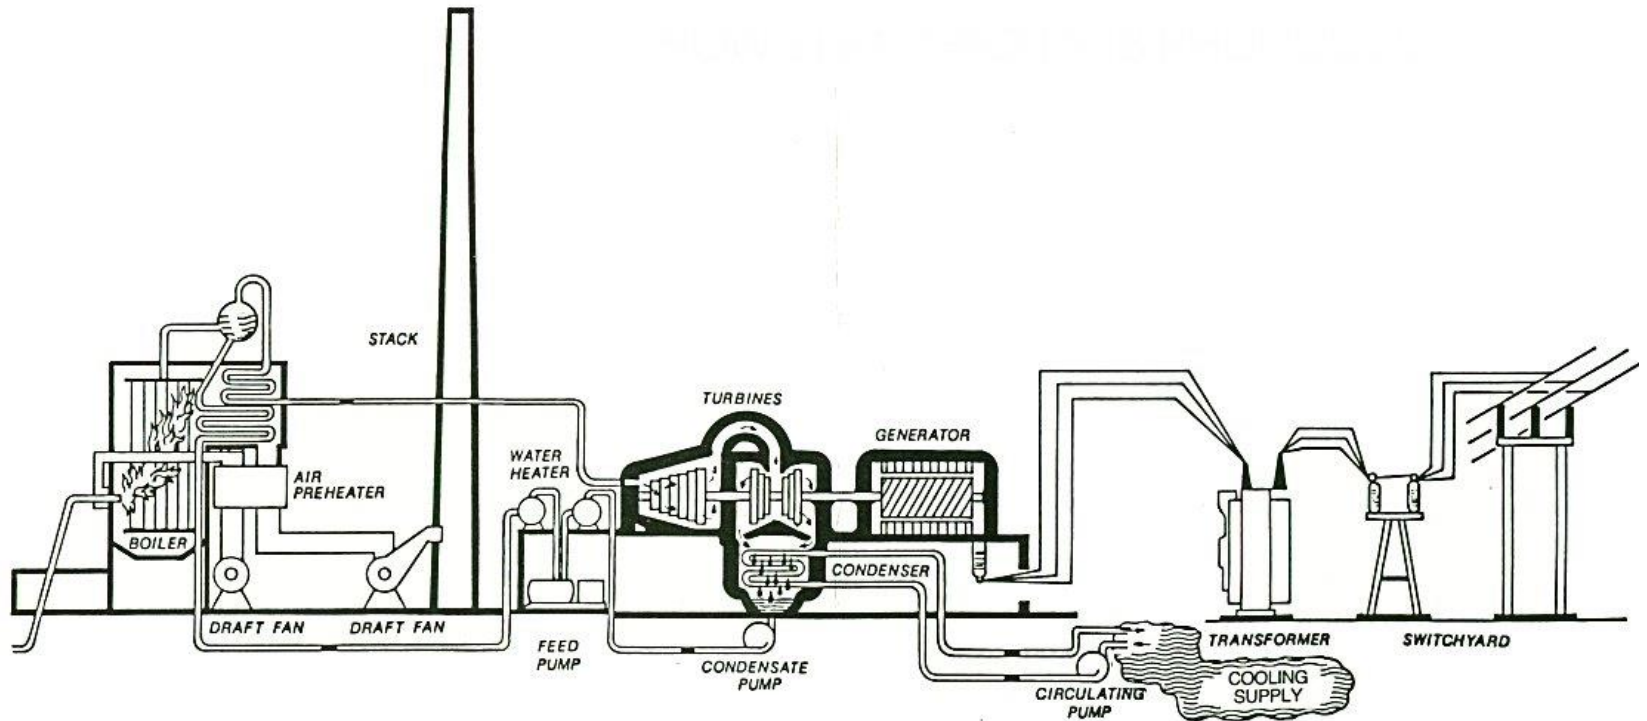 STACK
TURBINES
GENERATOR
WATER
HEATER
AIR
PREHEATER
BOILER
CONDENSER
DRAFT FAN
DRAFT FAN
FEED
PUMP
CONDENSATE
PUMP
CIRCULATING
PUMP
COOLING
SUPPLY
TRANSFORMER
SWITCHYARD